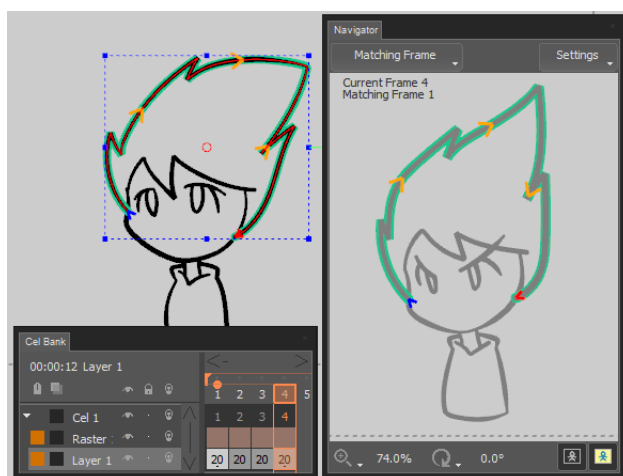 Navigator
Matching Frame
Settings
Current Frame 4
Matching Frame 1
Cel Bank
00:00:12 Layer 1
1 2 3 4 5
Cel 1
1 2 3 4
Raster
Layer 1
20 20 20 20
74.0%
0.0°